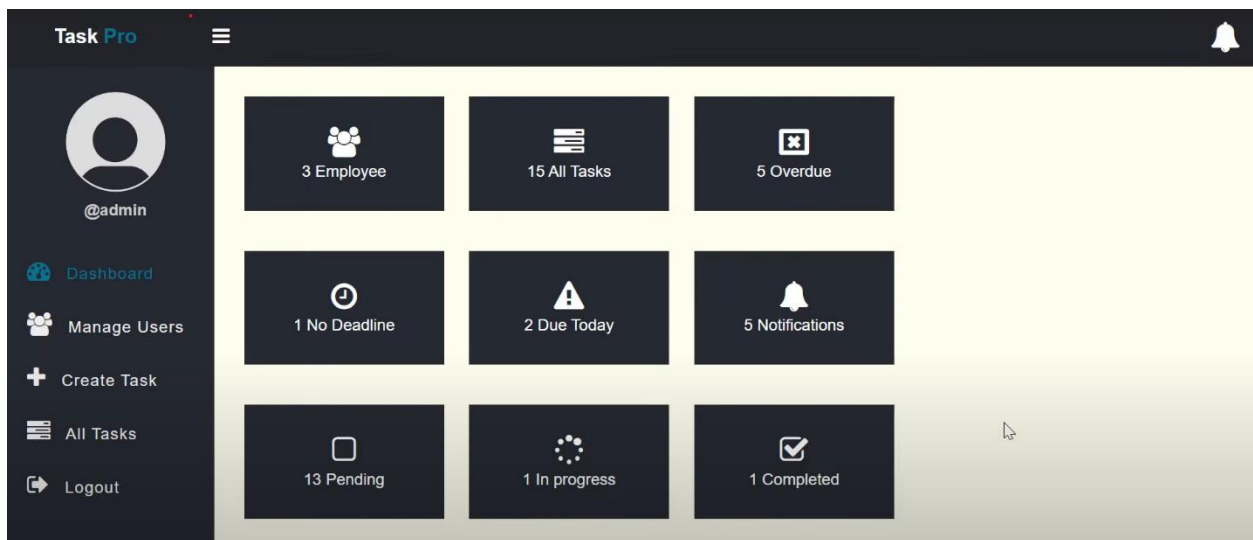 Task Pro
@admin
Dashboard
Manage Users
Create Task
All Tasks
Logout
3 Employee
15 All Tasks
5 Overdue
1 No Deadline
2 Due Today
5 Notifications
13 Pending
1 In progress
1 Completed